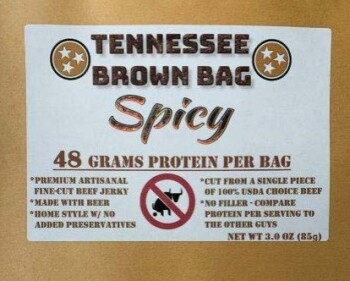 TENNESSEE
BROWN BAG
Spicy
48 GRAMS PROTEIN PER BAG
*PREMIUM ARTISANAL
FINE-CUT BEEF JERKY
*MADE WITH BEER
*HOME STYLE W/ NO
ADDED PRESERVATIVES
*CUT FROM A SINGLE PIECE
OF 100% USDA CHOICE BEEF
*NO FILLER - COMPARE
PROTEIN PER SERVING TO
THE OTHER GUYS
NET WT 3.0 OZ (85g)